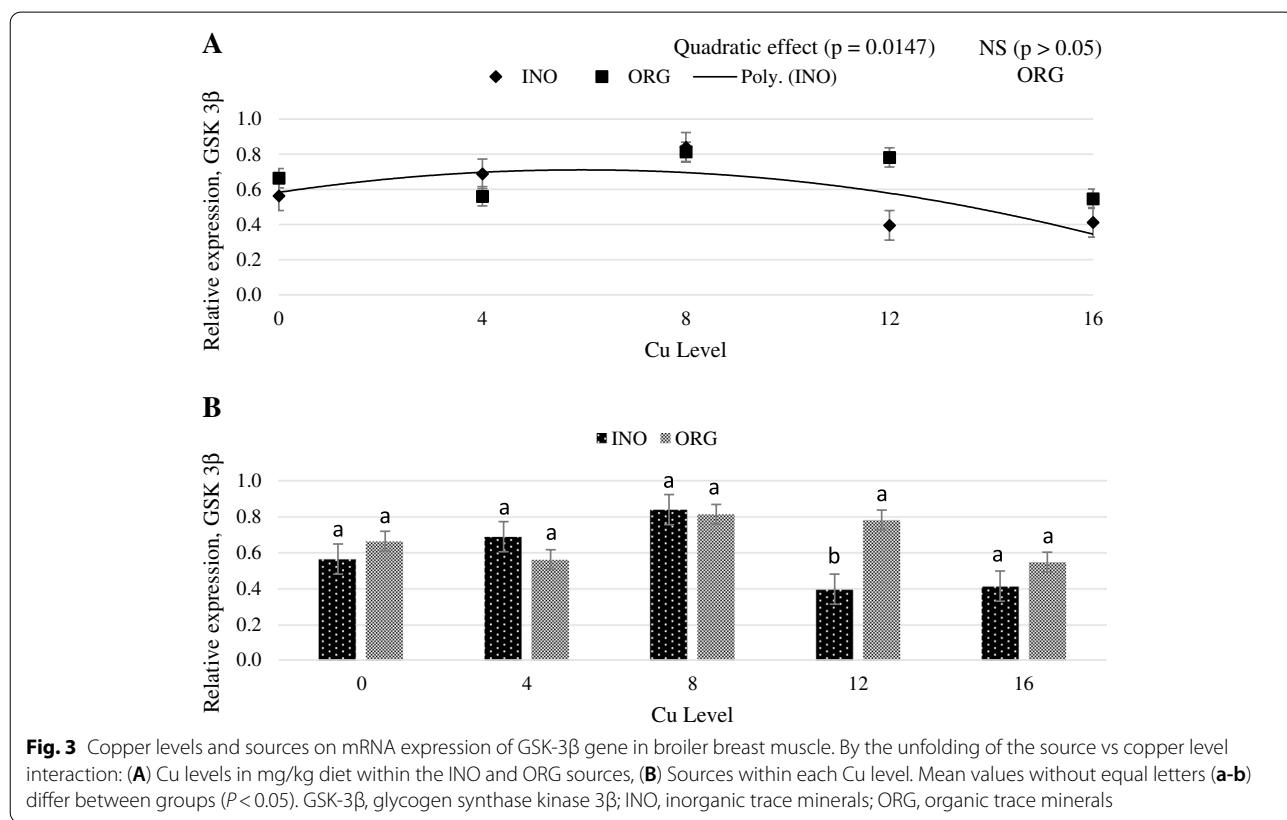 A
Quadratic effect (p = 0.0147) NS (p > 0.05)
INO ORG Poly. (INO) ORG
Relative expression, GSK 3β
1.0
0.8
0.6
0.4
0.2
0.0
0 4 8 12 16
Cu Level
B
INO ORG
Relative expression, GSK 3β
1.0
0.8
0.6
0.4
0.2
0.0
a a a a a a b a a a
0 4 8 12 16
Cu Level
Fig. 3 Copper levels and sources on mRNA expression of GSK-3β gene in broiler breast muscle. By the unfolding of the source vs copper level
interaction: (A) Cu levels in mg/kg diet within the INO and ORG sources, (B) Sources within each Cu level. Mean values without equal letters (a-b)
differ between groups (P < 0.05). GSK-3β, glycogen synthase kinase 3β; INO, inorganic trace minerals; ORG, organic trace minerals